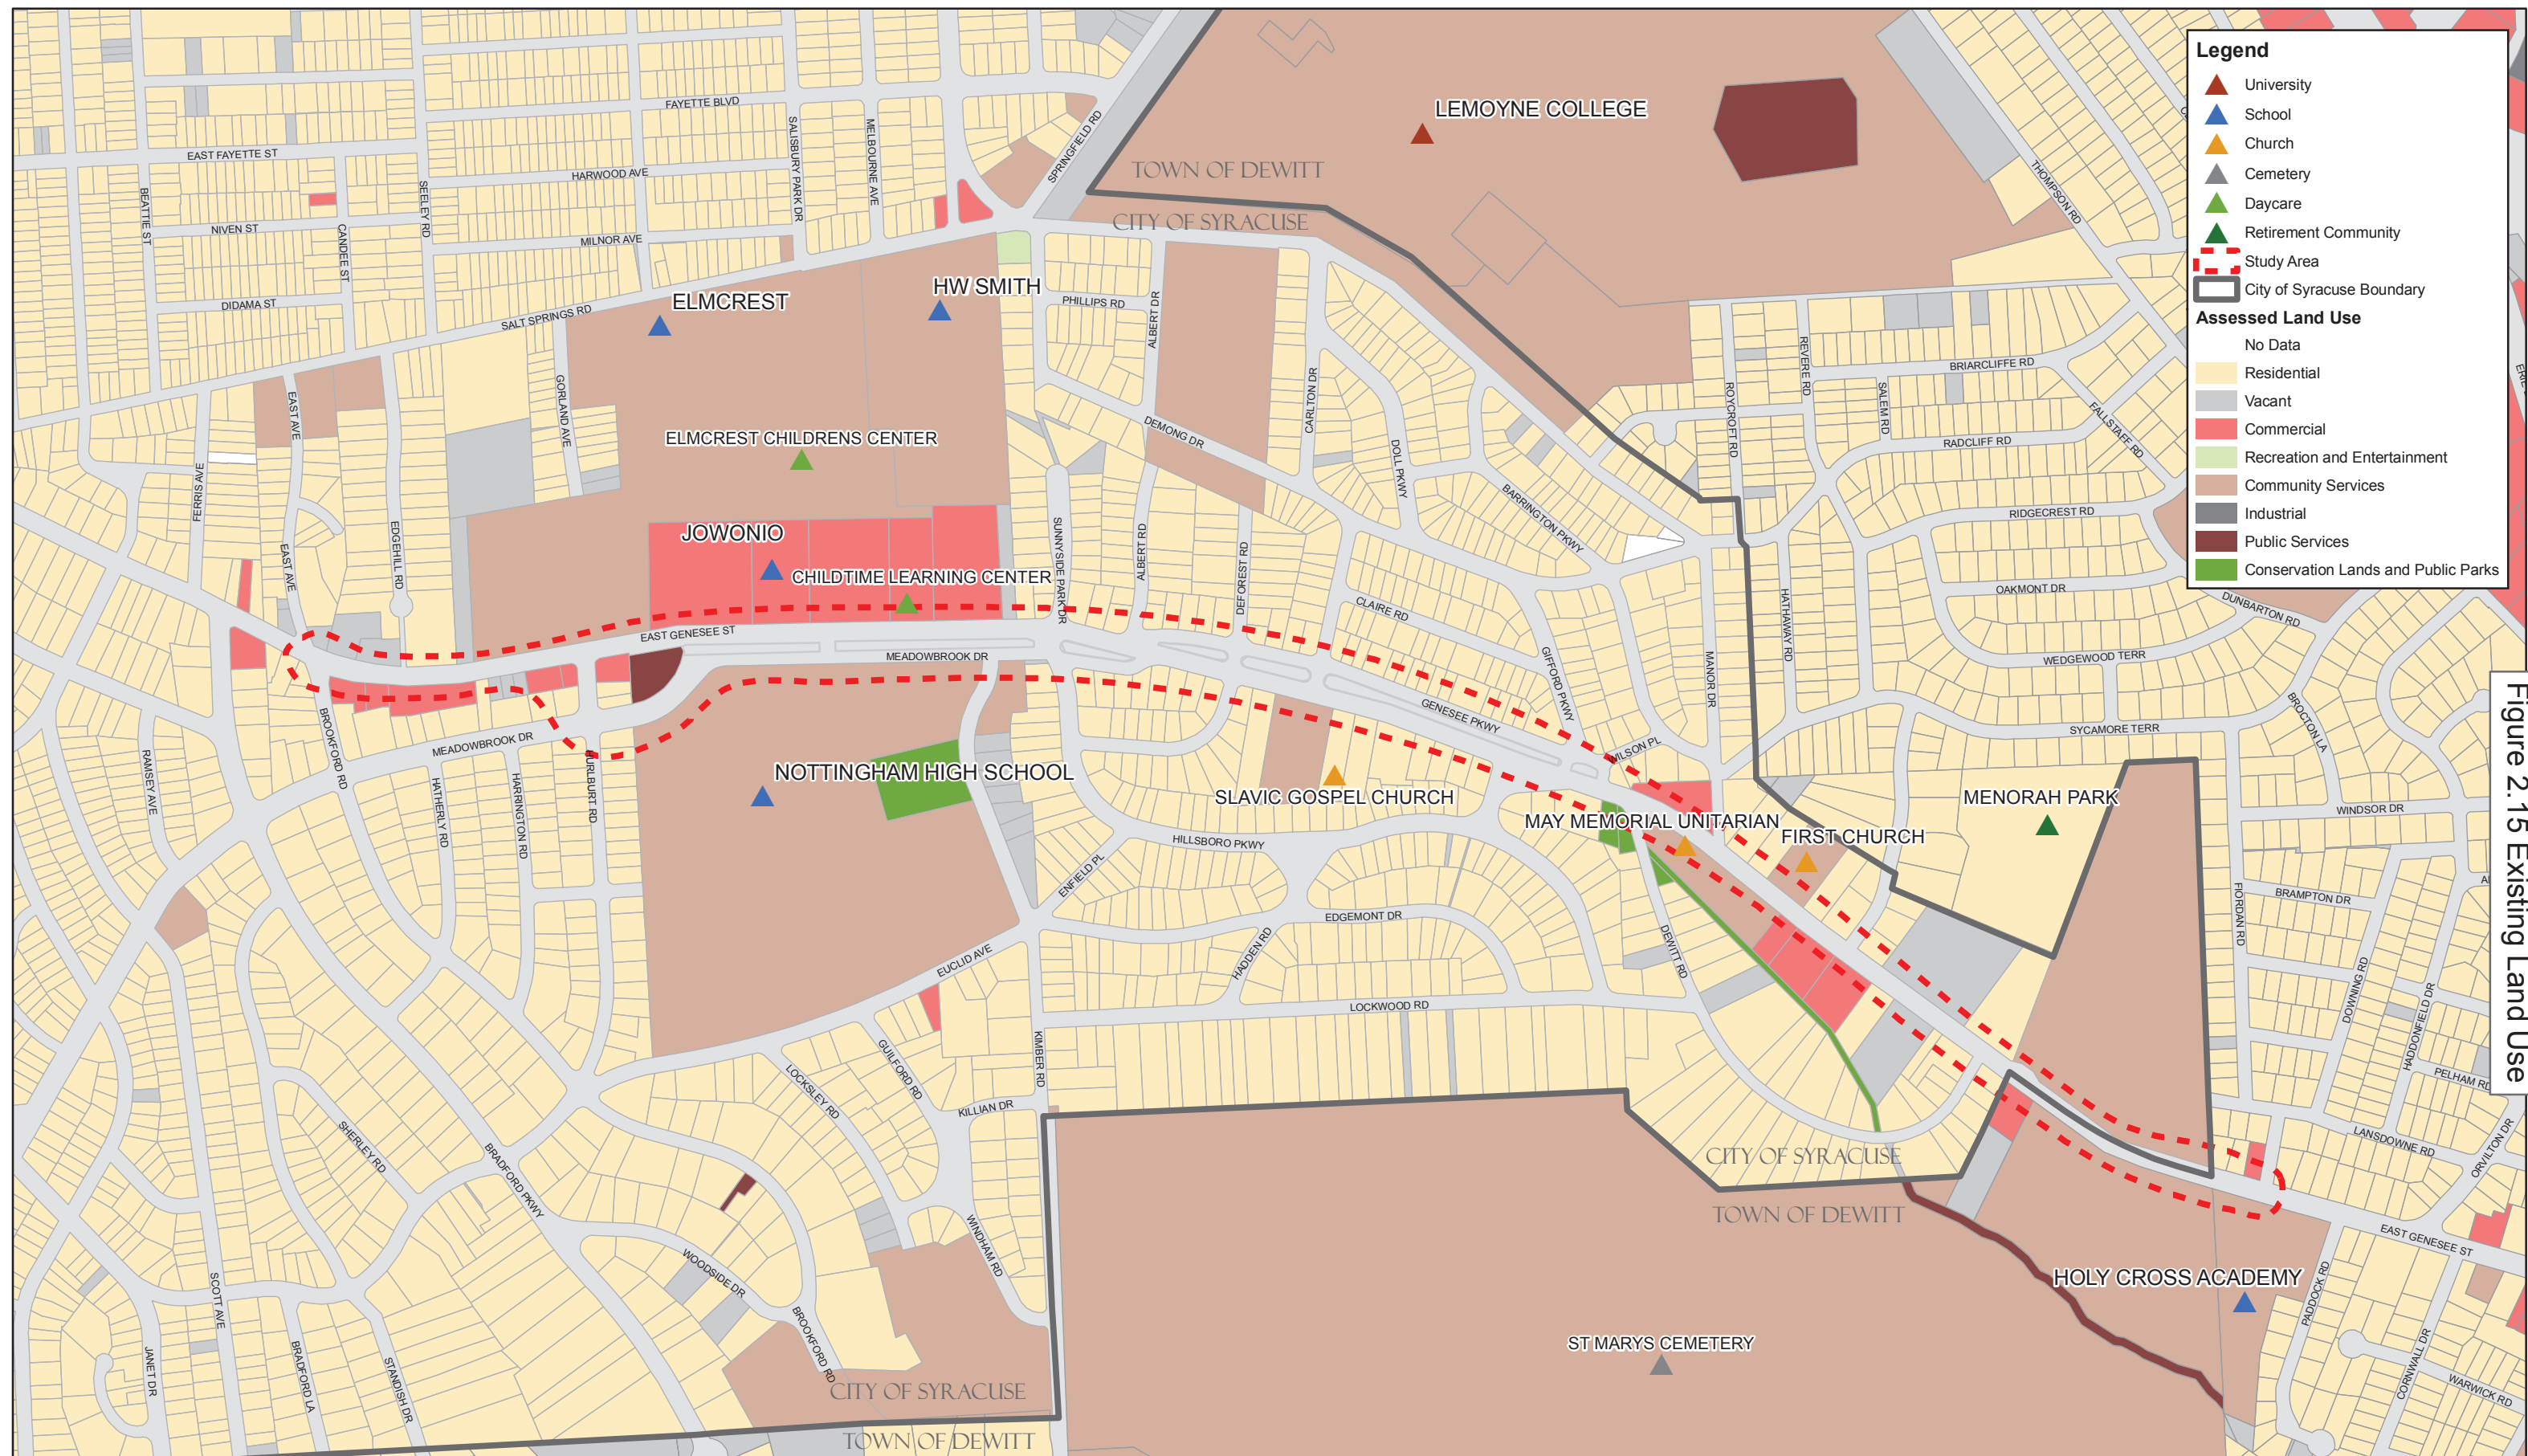 Legend
University
School
Church
Cemetery
Daycare
Retirement Community
Study Area
City of Syracuse Boundary
Assessed Land Use
No Data
Residential
Vacant
Commercial
Recreation and Entertainment
Community Services
Industrial
Public Services
Conservation Lands and Public Parks
Figure 2.15 Existing Land Use
LEMOYNE COLLEGE
TOWN OF DEWITT
CITY OF SYRACUSE
FAYETTE BLVD
EAST FAYETTE ST
HARWOOD AVE
NIVEN ST
MILNOR AVE
DIDAMA ST
BEATTIE ST
CANDEE ST
SEELEY RD
SALISBURY PARK DR
MELBOURNE AVE
SPRINGFIELD RD
THOMPSON RD
SALT SPRINGS RD
ELMCREST
HW SMITH
PHILLIPS RD
ALBERT DR
CARLTON DR
DEMONG DR
DOLL PKWY
BARRINGTON PKWY
ROYCROFT RD
REVERE RD
SALEM RD
BRIARCLIFFE RD
RADCLIFF RD
FALLSTAFF RD
RIDGECREST RD
OAKMONT DR
DUNBARTON RD
WEDGEWOOD TERR
SYCAMORE TERR
BROCTON LA
HATHAWAY RD
MANOR DR
GIFFORD PKWY
CLAIRE RD
EAST AVE
GORLAND AVE
FERRIS AVE
EAST AVE
EDGEHILL RD
ELMCREST CHILDRENS CENTER
JOWONIO
CHILDTIME LEARNING CENTER
SUNNYSIDE PARK DR
ALBERT RD
DEFOREST RD
EAST GENESEE ST
MEADOWBROOK DR
GENESEE PKWY
WILSON PL
BROOKFORD RD
MEADOWBROOK DR
RAMSEY AVE
HATHERLY RD
HARRINGTON RD
HURLBURT RD
NOTTINGHAM HIGH SCHOOL
SLAVIC GOSPEL CHURCH
MAY MEMORIAL UNITARIAN
FIRST CHURCH
MENORAH PARK
WINDSOR DR
BRAMPTON DR
FIORDAN RD
DOWNING RD
HADDONFIELD DR
PELHAM RD
LANSDOWNE RD
ORVILTON DR
HILLSBORO PKWY
ENFIELD PL
EDGEMONT DR
HADDEN RD
DEWITT RD
EUCLID AVE
LOCKWOOD RD
KIMBER RD
GUILFORD RD
LOCKSLEY RD
KILLIAN DR
SHERLEY RD
BRADFORD PKWY
WINDHAM RD
WOODSIDE DR
BROOKFORD RD
SCOTT AVE
JANET DR
BRADFORD LA
STANDISH DR
CITY OF SYRACUSE
TOWN OF DEWITT
CITY OF SYRACUSE
TOWN OF DEWITT
ST MARYS CEMETERY
HOLY CROSS ACADEMY
EAST GENESEE ST
PADDOCK RD
CORNWALL DR
WARWICK RD